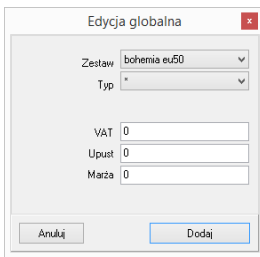 Edycja globalna
x
Zestaw bohemia eu50
Typ *
VAT 0
Upust 0
Marża 0
Anuluj Dodaj